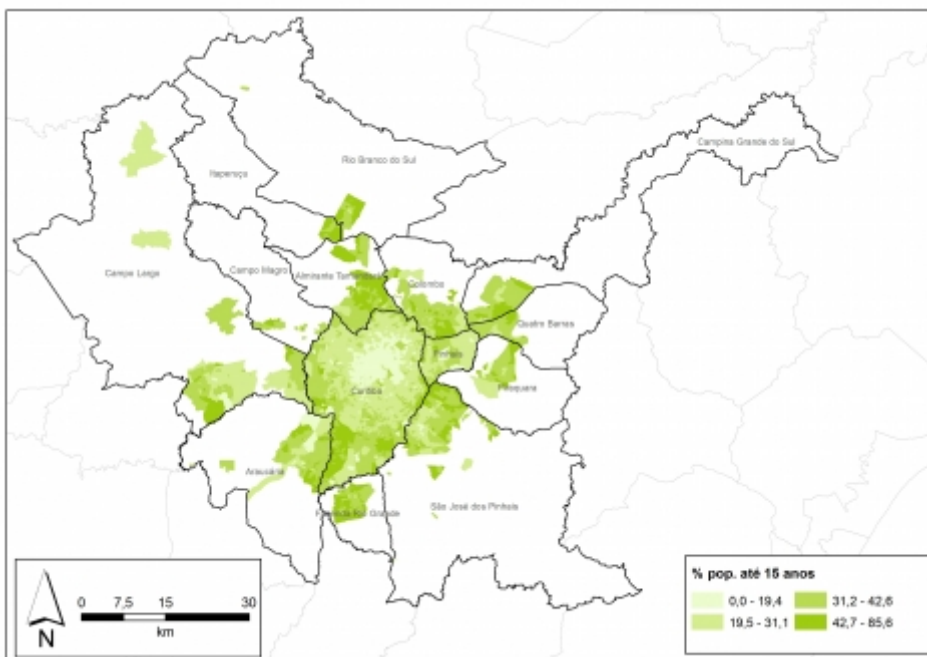 Campina Grande do Sul
Rio Branco do Sul
Itaperuçu
Campo Largo
Campo Magro
Almirante Tamandaré
Colombo
Quatro Barras
Pinhais
Piraquara
Curitiba
Araucária
Fazenda Rio Grande
São José dos Pinhais
N
0 7,5 15 30
km
% pop. até 15 anos
0,0 - 19,4
31,2 - 42,6
19,5 - 31,1
42,7 - 85,6